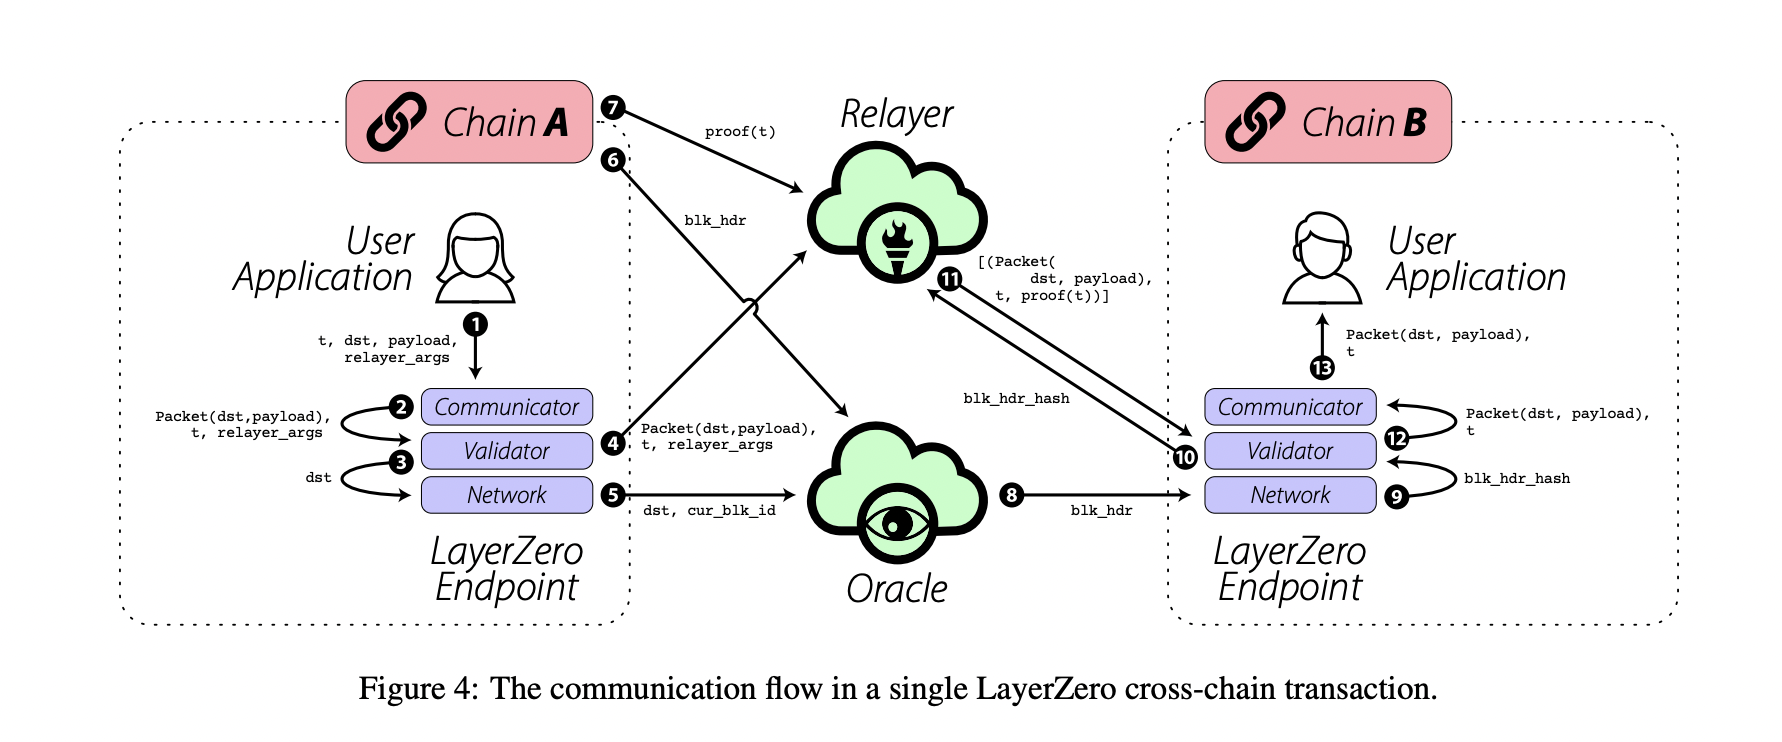 Chain A
7
proof(t)
6
blk_hdr
Relayer
Chain B
User
Application
1
t, dst, payload,
relayer_args
2
Communicator
Packet(dst,payload),
t, relayer_args
Validator
3
dst
Network
4
Packet(dst,payload),
t, relayer_args
5
dst, cur_blk_id
LayerZero
Endpoint
11
[(Packet(
dst, payload),
t, proof(t))]
blk_hdr_hash
10
8
blk_hdr
Oracle
User
Application
Packet(dst, payload),
t
13
Communicator
Packet(dst, payload),
t
12
Validator
blk_hdr_hash
Network
9
LayerZero
Endpoint
Figure 4: The communication flow in a single LayerZero cross-chain transaction.